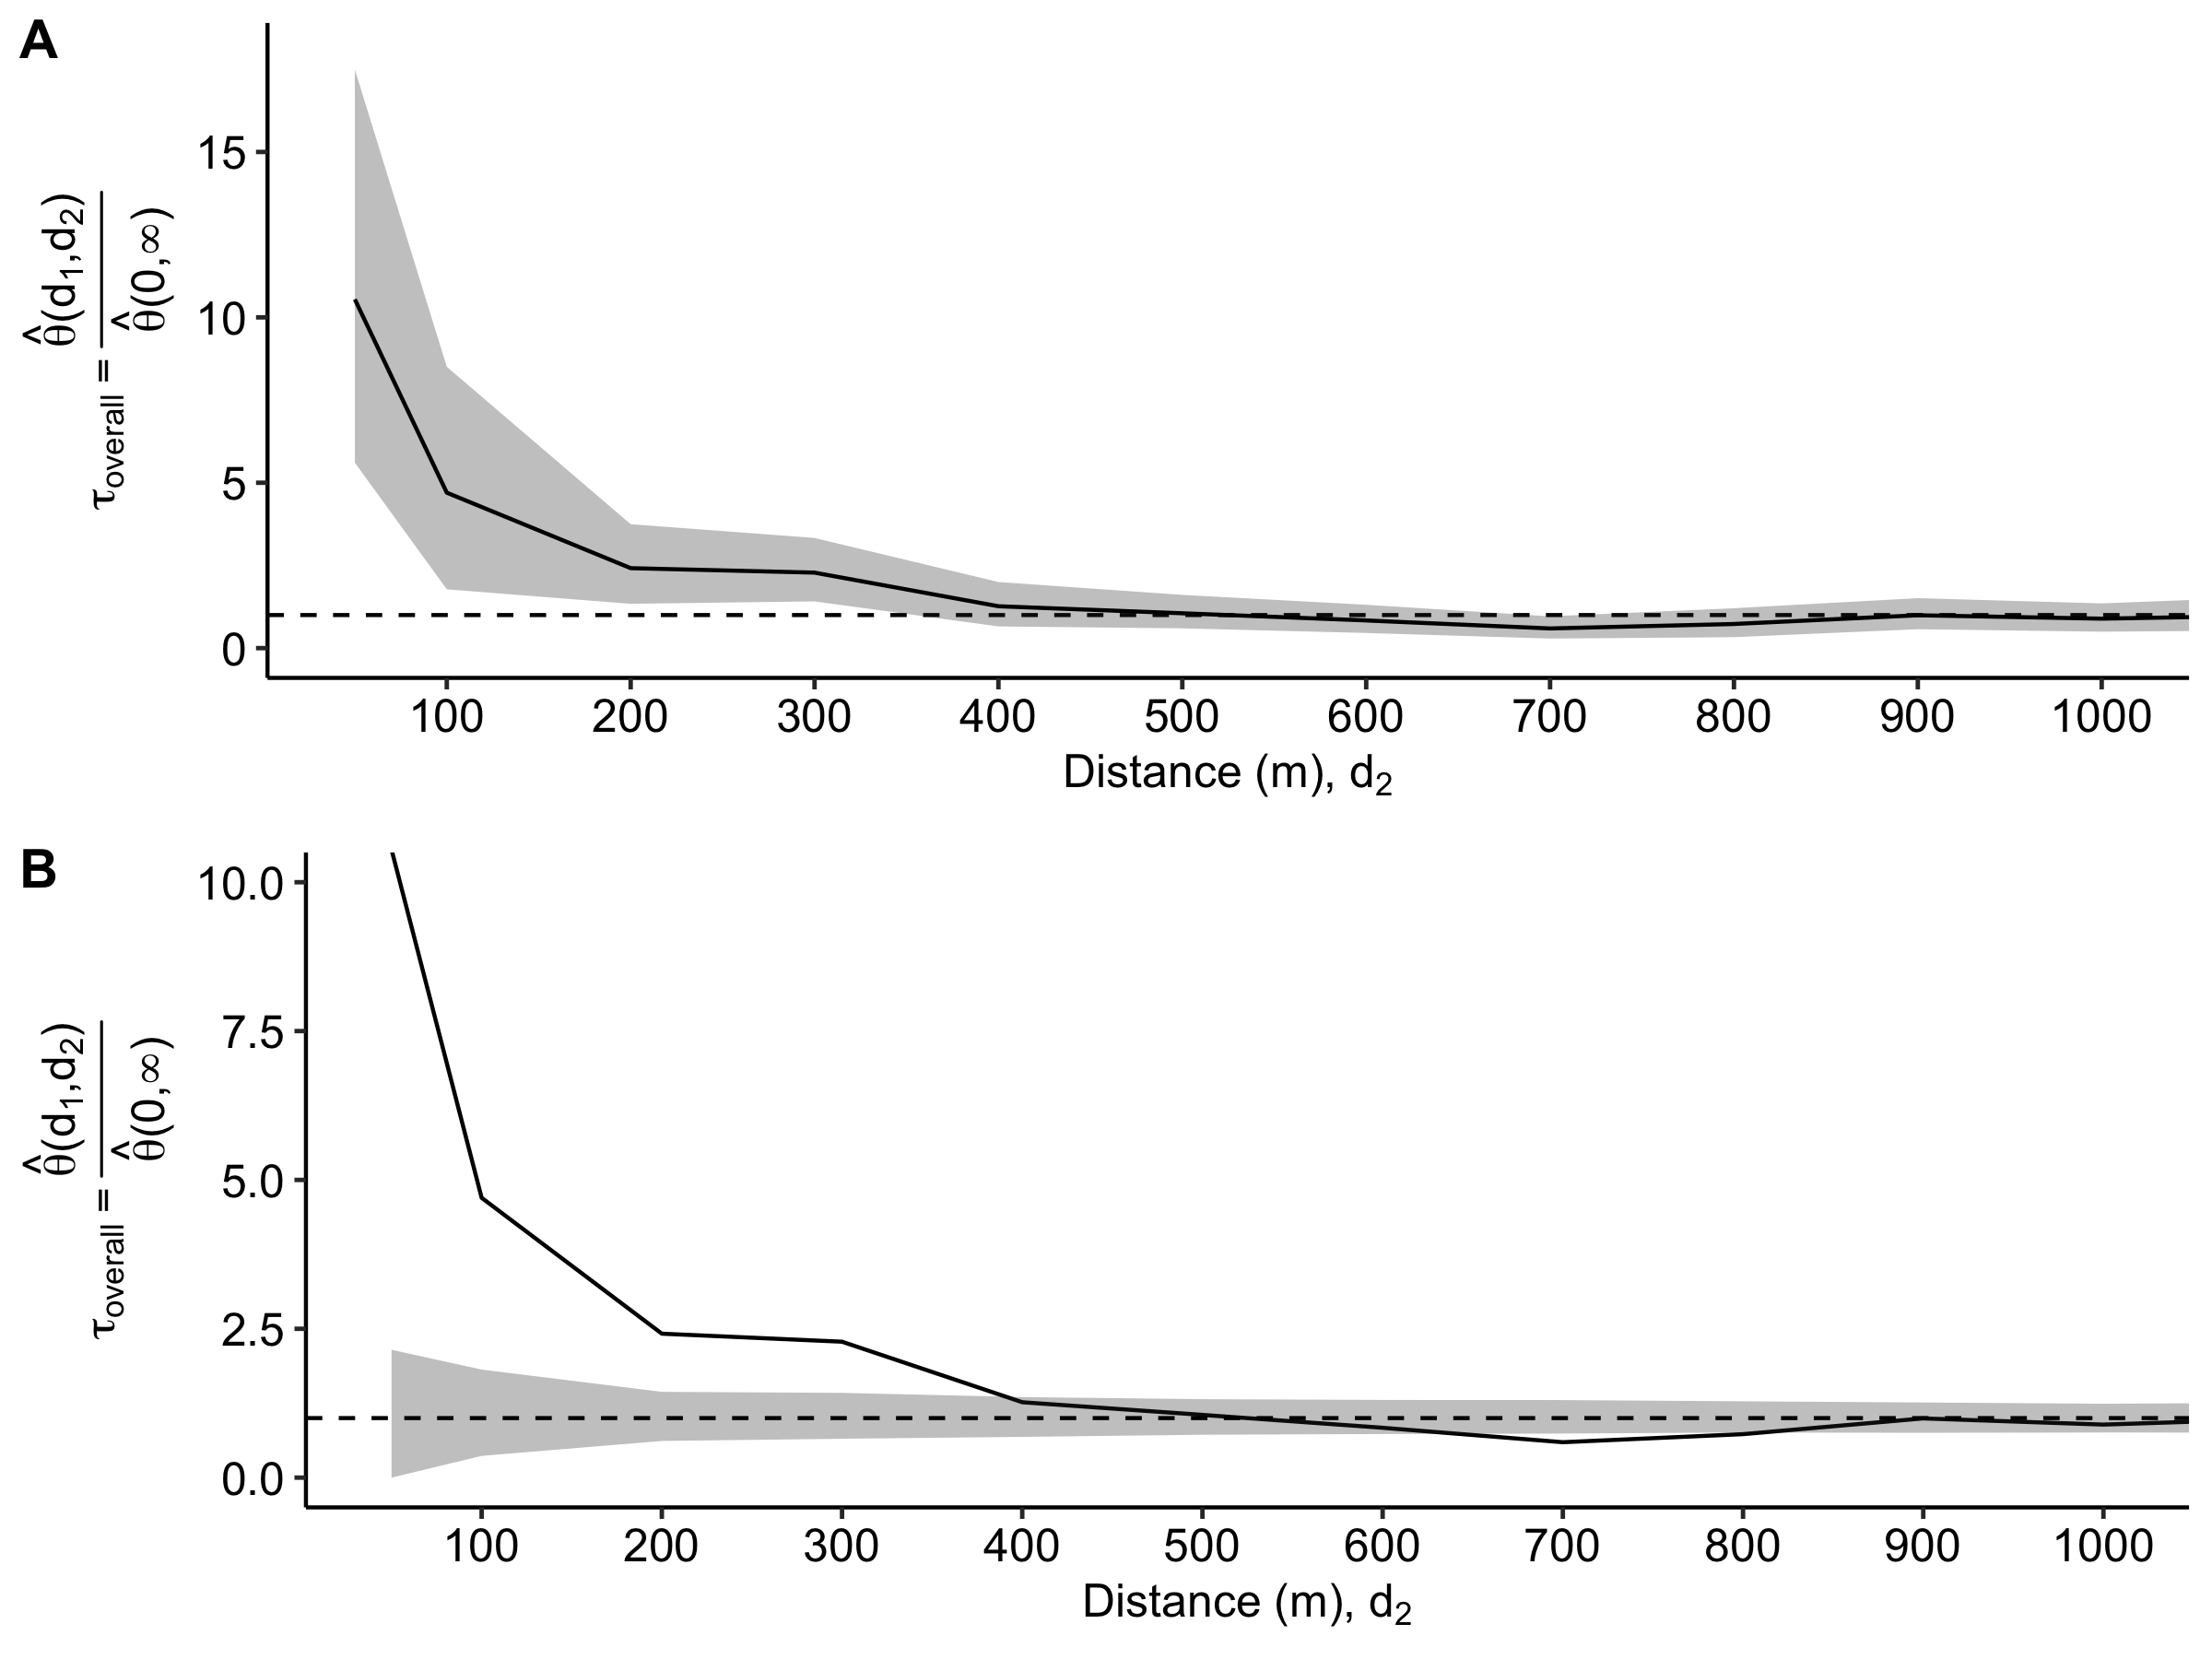 A
τoverall = θ̂(d1,d2) / θ̂(0,∞)
15
10
5
0
100 200 300 400 500 600 700 800 900 1000
Distance (m), d2
B
τoverall = θ̂(d1,d2) / θ̂(0,∞)
10.0
7.5
5.0
2.5
0.0
100 200 300 400 500 600 700 800 900 1000
Distance (m), d2